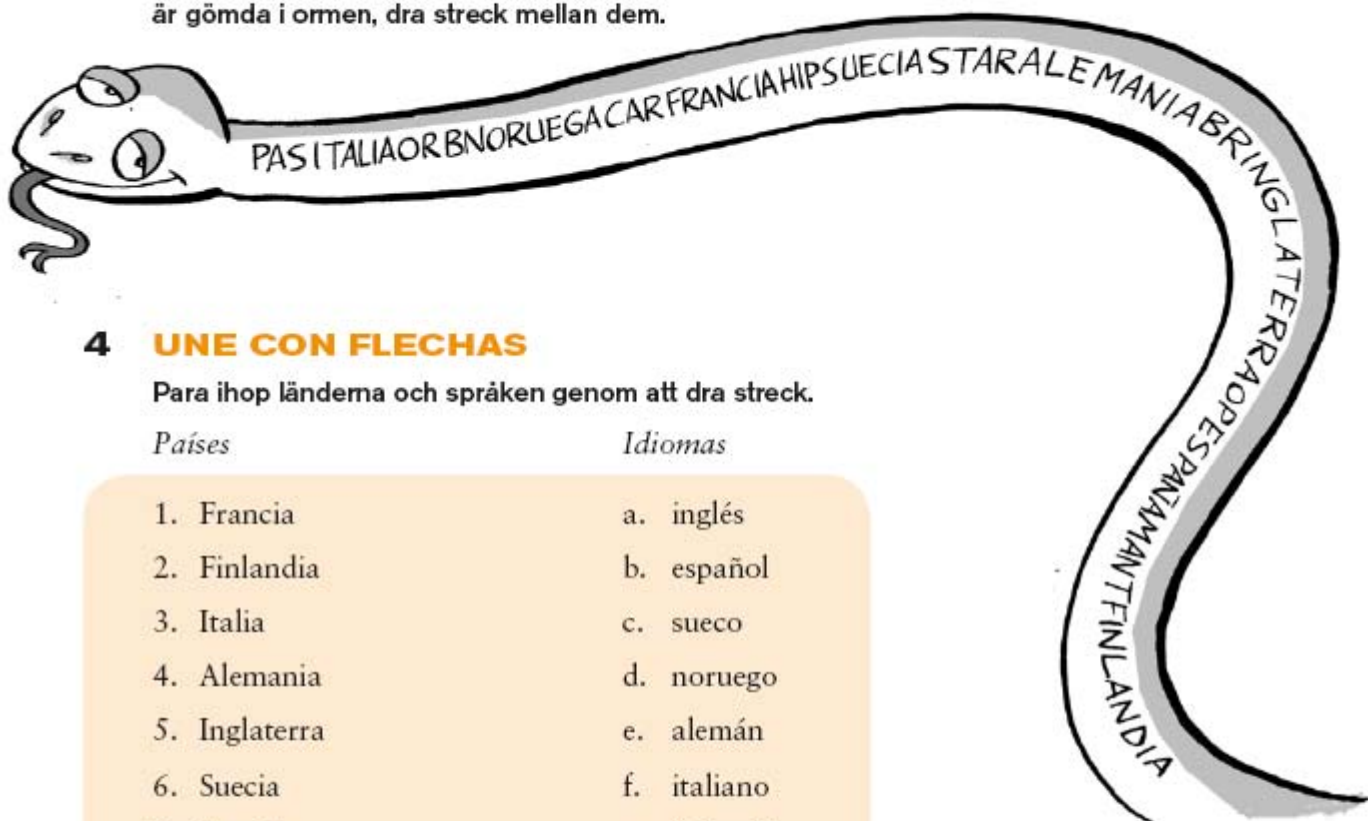 är gömda i ormen, dra streck mellan dem.
PASITALIAORBNORUEGACARFRANCIAHIPSUECIASTARALEMANIABRINGLATERRAOPESPAÑAMANTFINLANDIA
4 UNE CON FLECHAS
Para ihop länderna och språken genom att dra streck.
Países Idiomas
1. Francia a. inglés
2. Finlandia b. español
3. Italia c. sueco
4. Alemania d. noruego
5. Inglaterra e. alemán
6. Suecia f. italiano